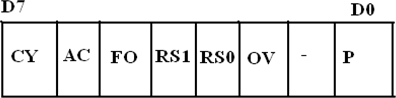 D7 D0
CY AC FO RS1 RS0 OV - P